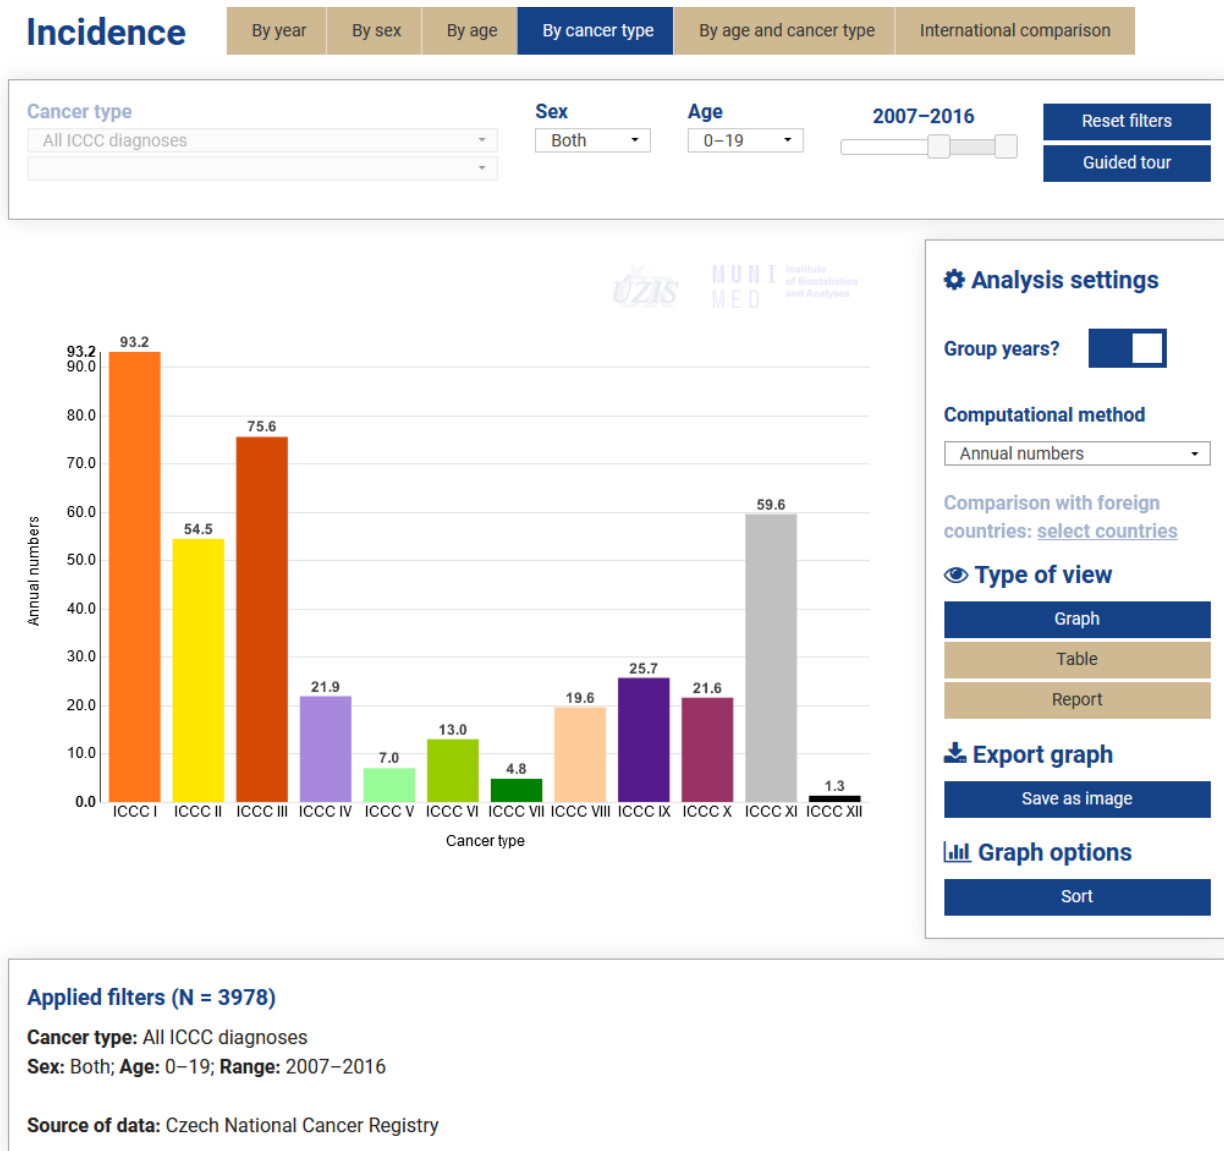 Incidence
By year
By sex
By age
By cancer type
By age and cancer type
International comparison
Cancer type
All ICCC diagnoses
Sex
Both
Age
0–19
2007–2016
Reset filters
Guided tour
ÚZIS
MUNI
MED
Institute
of Biostatistics
and Analyses
Analysis settings
Group years?
Computational method
Annual numbers
Comparison with foreign
countries: select countries
Type of view
Graph
Table
Report
Export graph
Save as image
Graph options
Sort
Annual numbers
93.2
90.0
80.0
70.0
60.0
50.0
40.0
30.0
20.0
10.0
0.0
93.2
54.5
75.6
21.9
7.0
13.0
4.8
19.6
25.7
21.6
59.6
1.3
ICCC I
ICCC II
ICCC III
ICCC IV
ICCC V
ICCC VI
ICCC VII
ICCC VIII
ICCC IX
ICCC X
ICCC XI
ICCC XII
Cancer type
Applied filters (N = 3978)
Cancer type: All ICCC diagnoses
Sex: Both; Age: 0–19; Range: 2007–2016
Source of data: Czech National Cancer Registry